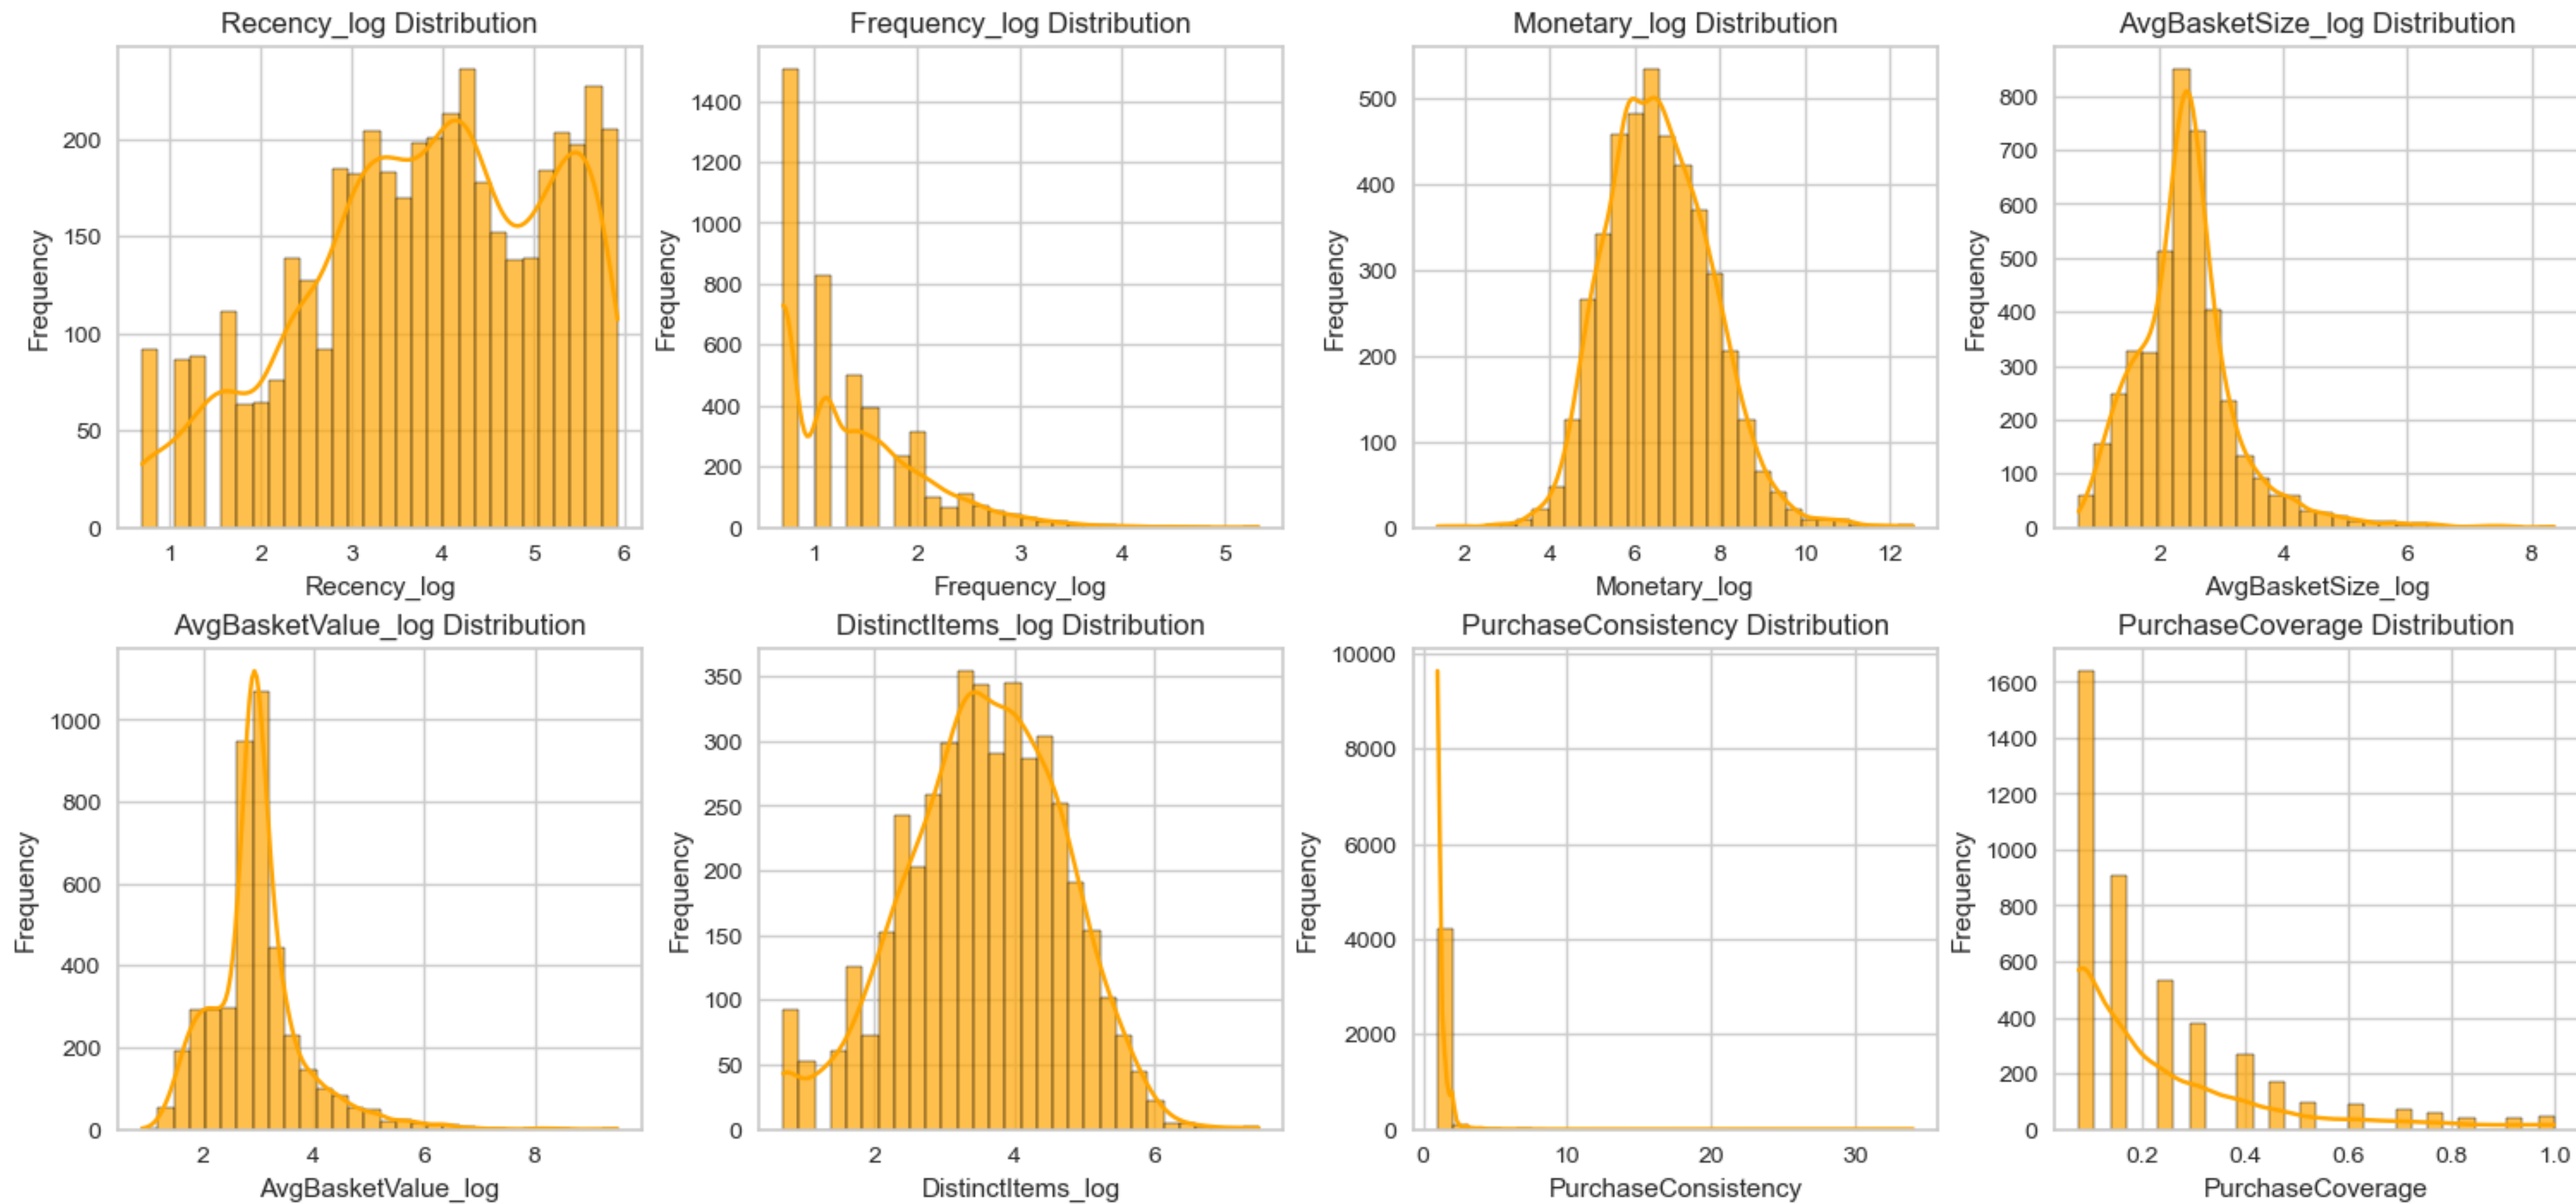 Recency_log Distribution
Frequency
200
150
100
50
0
1 2 3 4 5 6
Recency_log
Frequency_log Distribution
Frequency
1400
1200
1000
800
600
400
200
0
1 2 3 4 5
Frequency_log
Monetary_log Distribution
Frequency
500
400
300
200
100
0
2 4 6 8 10 12
Monetary_log
AvgBasketSize_log Distribution
Frequency
800
700
600
500
400
300
200
100
0
2 4 6 8
AvgBasketSize_log
AvgBasketValue_log Distribution
Frequency
1000
800
600
400
200
0
2 4 6 8
AvgBasketValue_log
DistinctItems_log Distribution
Frequency
350
300
250
200
150
100
50
0
2 4 6
DistinctItems_log
PurchaseConsistency Distribution
Frequency
10000
8000
6000
4000
2000
0
0 10 20 30
PurchaseConsistency
PurchaseCoverage Distribution
Frequency
1600
1400
1200
1000
800
600
400
200
0
0.2 0.4 0.6 0.8 1.0
PurchaseCoverage